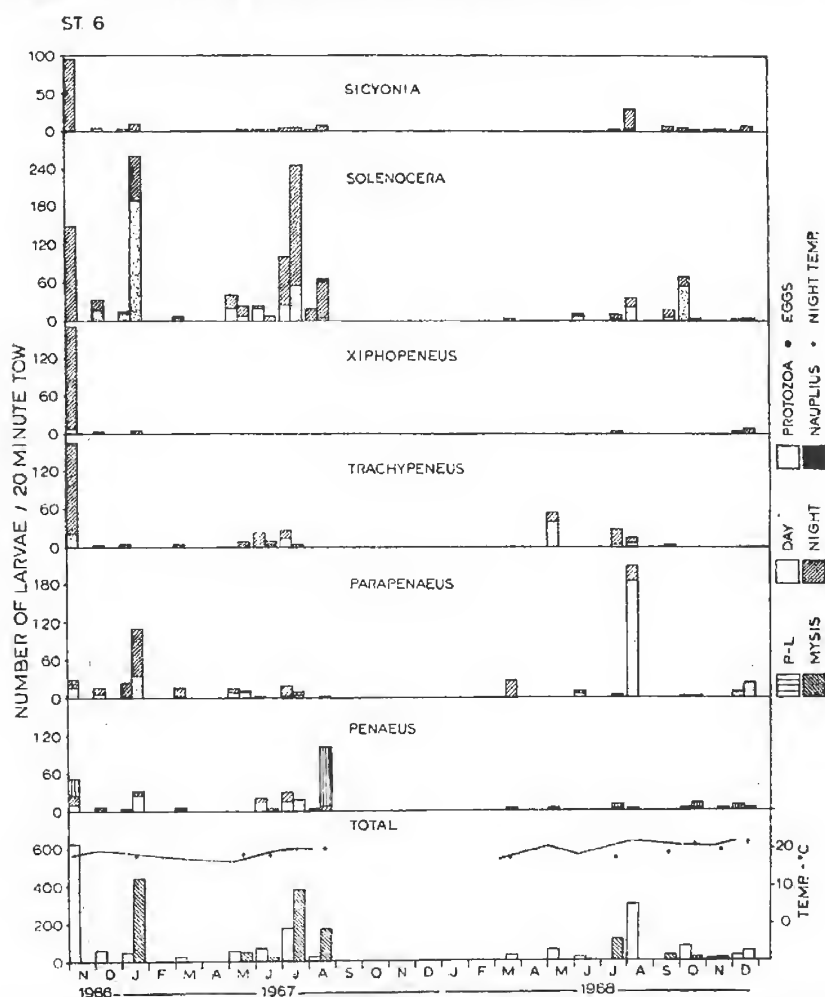 ST. 6
NUMBER OF LARVAE / 20 MINUTE TOW
100
50
0
SICYONIA
240
180
120
60
0
SOLENOCERA
120
60
0
XIPHOPENEUS
120
60
0
TRACHYPENEUS
180
120
60
0
PARAPENAEUS
120
60
0
PENAEUS
600
400
200
0
TOTAL
20
10
0
TEMP.-°C
N D J F M A M J J A S O N D J F M A M J J A S O N D
1966 1967 1968
P-L DAY PROTOZOA EGGS
MYSIS NIGHT NAUPLIUS NIGHT TEMP.